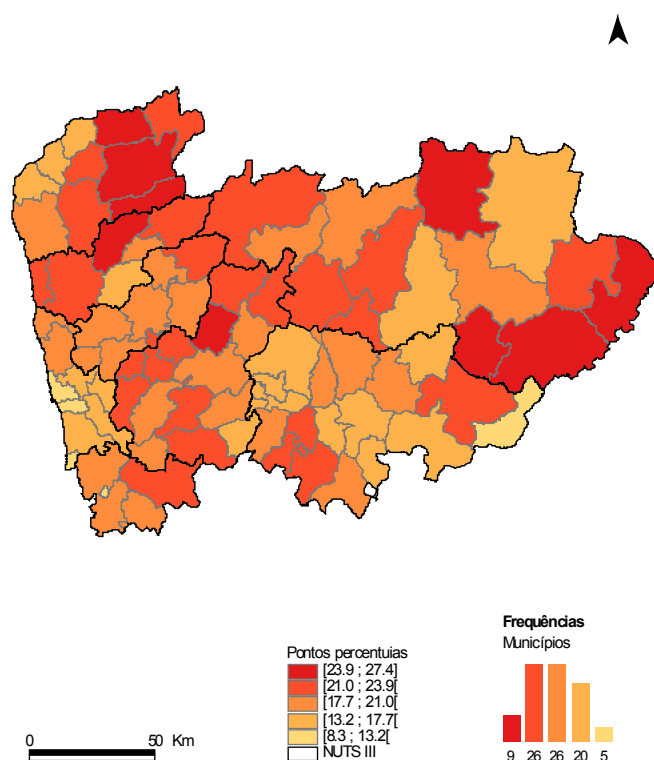 Frequências
Municípios
Pontos percentuias
[23.9 ; 27.4]
[21.0 ; 23.9[
[17.7 ; 21.0[
[13.2 ; 17.7[
[8.3 ; 13.2[
NUTS III
0 50 Km
9 26 26 20 5